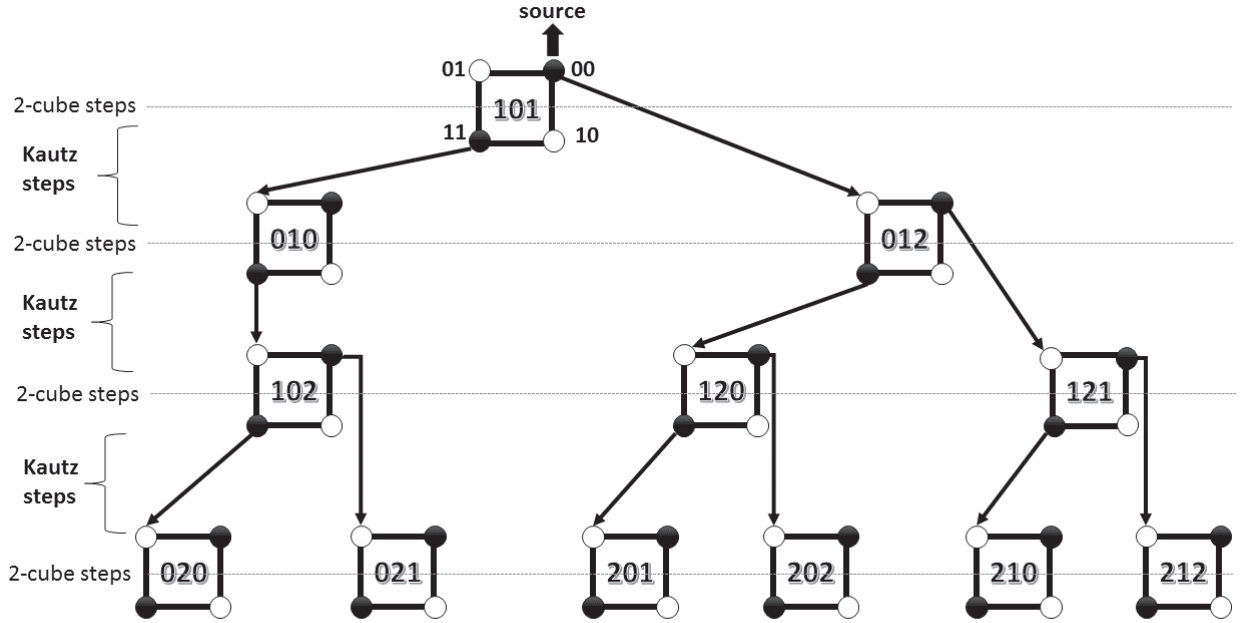 source
01
00
2-cube steps
101
11
10
Kautz
steps
2-cube steps
010
012
Kautz
steps
2-cube steps
102
120
121
Kautz
steps
2-cube steps
020
021
201
202
210
212